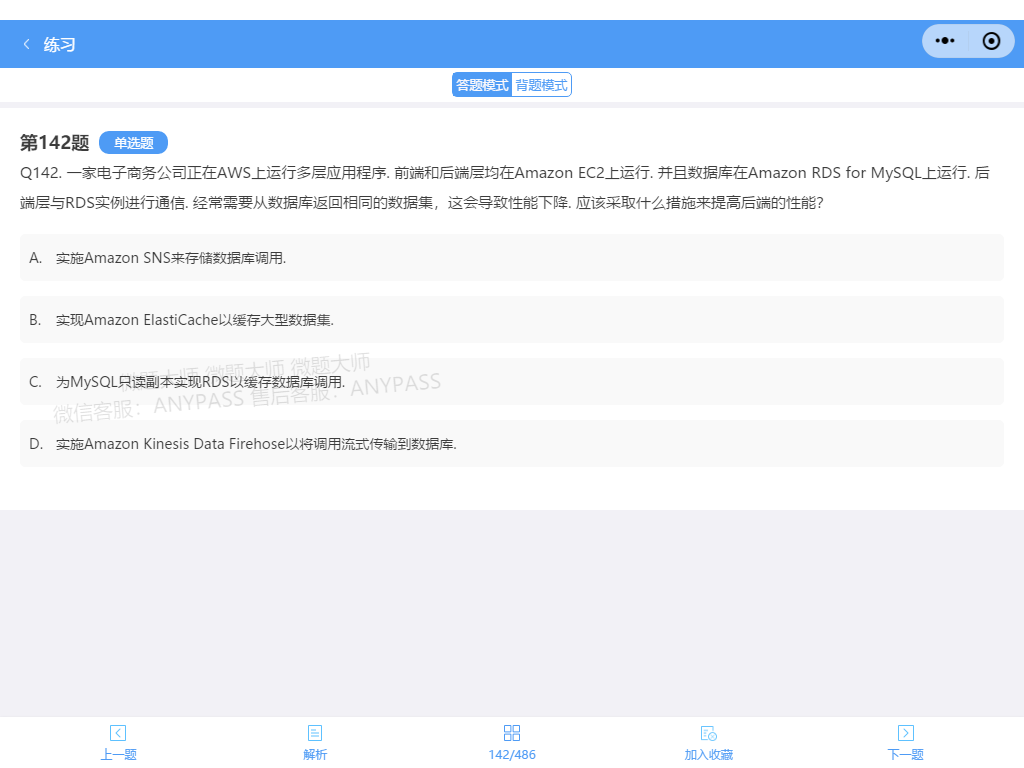 练习
答题模式 背题模式
第142题 单选题
Q142. 一家电子商务公司正在AWS上运行多层应用程序. 前端和后端层均在Amazon EC2上运行. 并且数据库在Amazon RDS for MySQL上运行. 后
端层与RDS实例进行通信. 经常需要从数据库返回相同的数据集，这会导致性能下降. 应该采取什么措施来提高后端的性能？
A. 实施Amazon SNS来存储数据库调用.
B. 实现Amazon ElastiCache以缓存大型数据集.
微题大师 微题大师 微题大师
C. 为MySQL只读副本实现RDS以缓存数据库调用.
微信客服：ANYPASS 售后客服：ANYPASS
D. 实施Amazon Kinesis Data Firehose以将调用流式传输到数据库.
上一题 解析 142/486 加入收藏 下一题